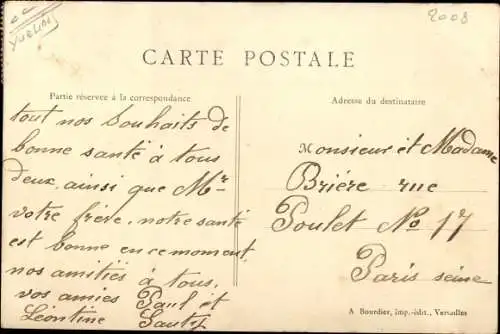 YVELINES
2008
CARTE POSTALE
Partie réservée à la correspondance
Adresse du destinataire
tout nos Souhaits de
bonne santé à tous
deux, ainsi que Mr
votre frère, notre santé
est bonne en ce moment
nos amitiés à tous,
vos amies Paul et
Léontine
Monsieur et Madame
Brière rue
Poulet No 17
Paris seine
A Bourdier, imp.-édit., Versailles